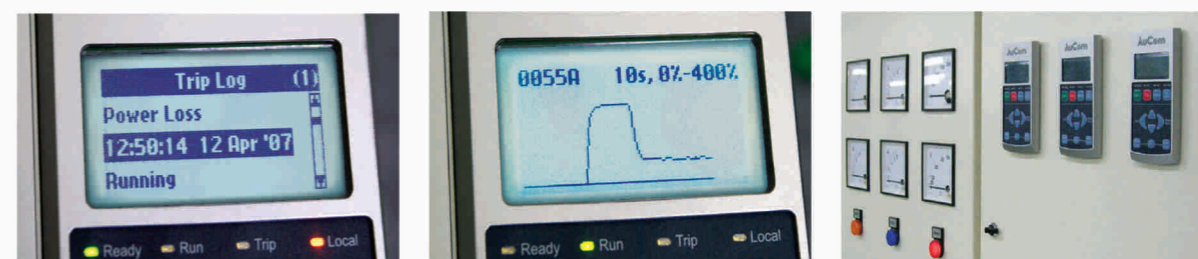 Trip Log (1)
Power Loss
12:50:14 12 Apr '07
Running
Ready Run Trip Local
0055A 10s, 0%-400%
Ready Run Trip Local
AuCom AuCom AuCom